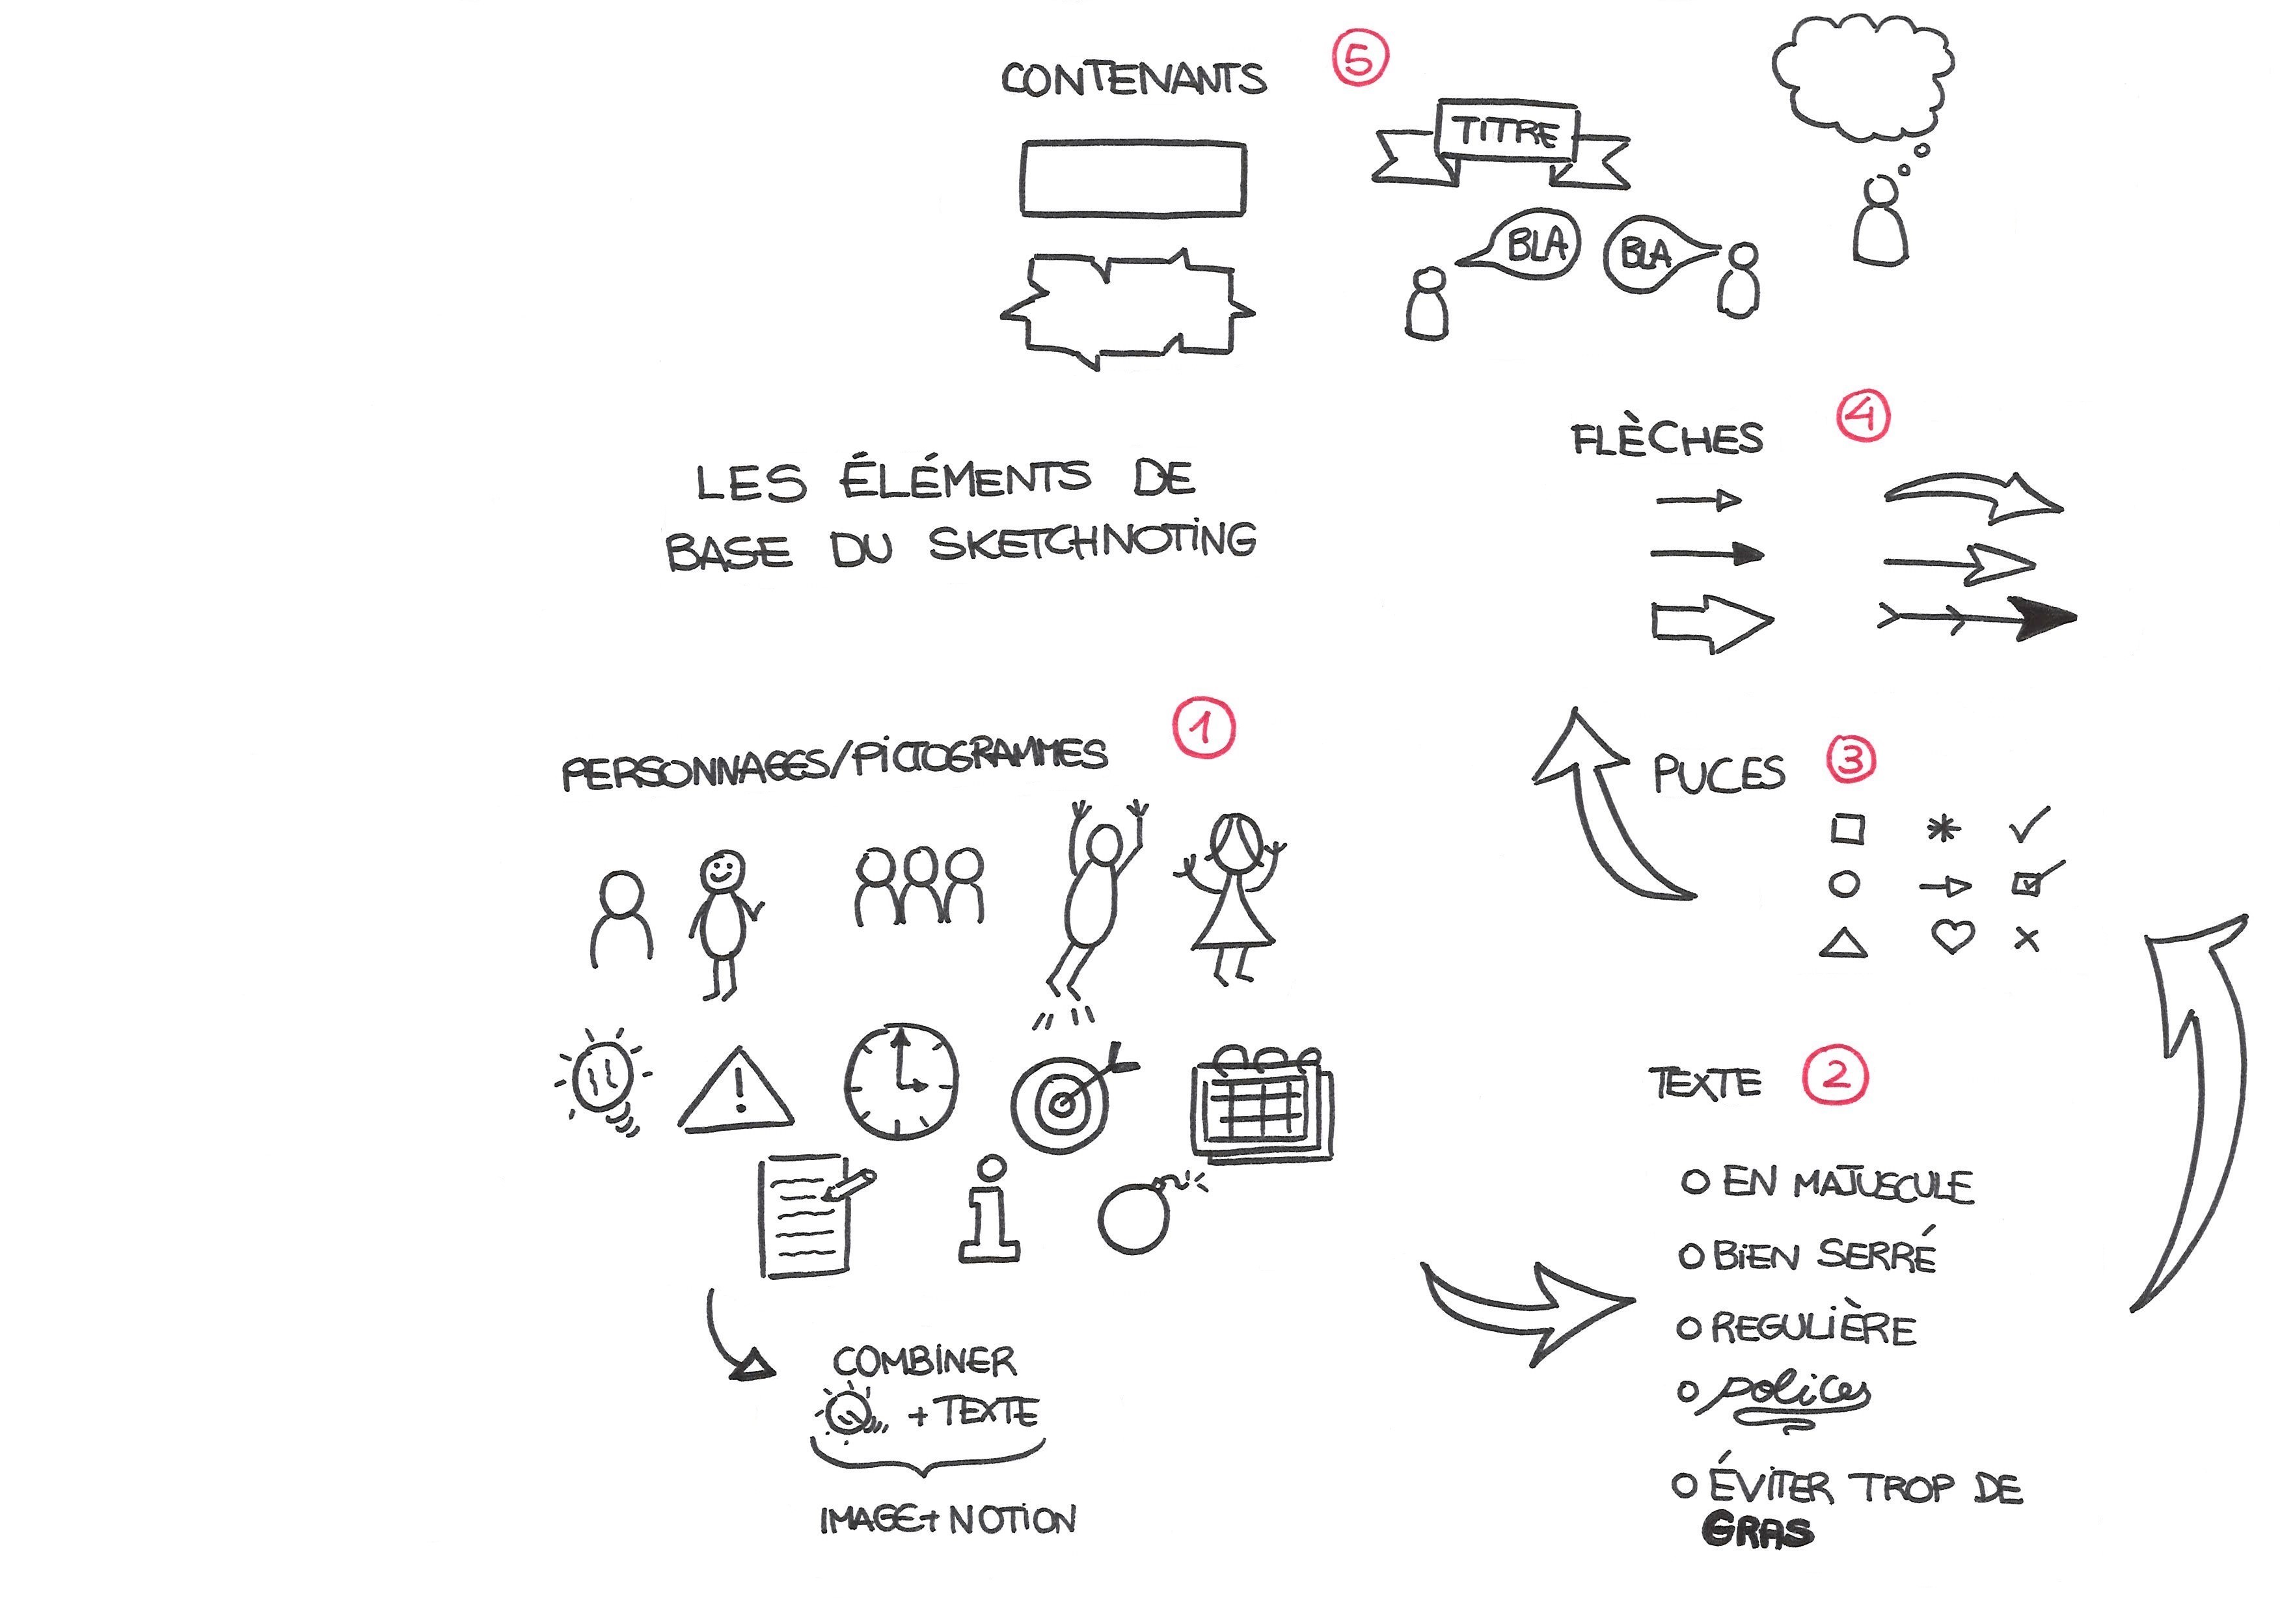 CONTENANTS
5
TITRE
BLA
BLA
LES ÉLÉMENTS DE
BASE DU SKETCHNOTING
FLÈCHES
4
PERSONNAGES/PICTOGRAMMES
1
!
i
COMBINER
+ TEXTE
IMAGE+ NOTION
PUCES
3
TEXTE
2
O EN MAJUSCULE
O BIEN SERRÉ
O REGULIÈRE
O polices
O ÉVITER TROP DE
GRAS